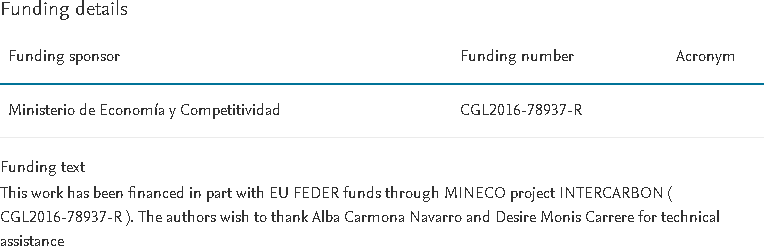 Funding details
Funding sponsor Funding number Acronym
Ministerio de Economía y Competitividad CGL2016-78937-R
Funding text
This work has been financed in part with EU FEDER funds through MINECO project INTERCARBON (
CGL2016-78937-R ). The authors wish to thank Alba Carmona Navarro and Desire Monis Carrere for technical
assistance